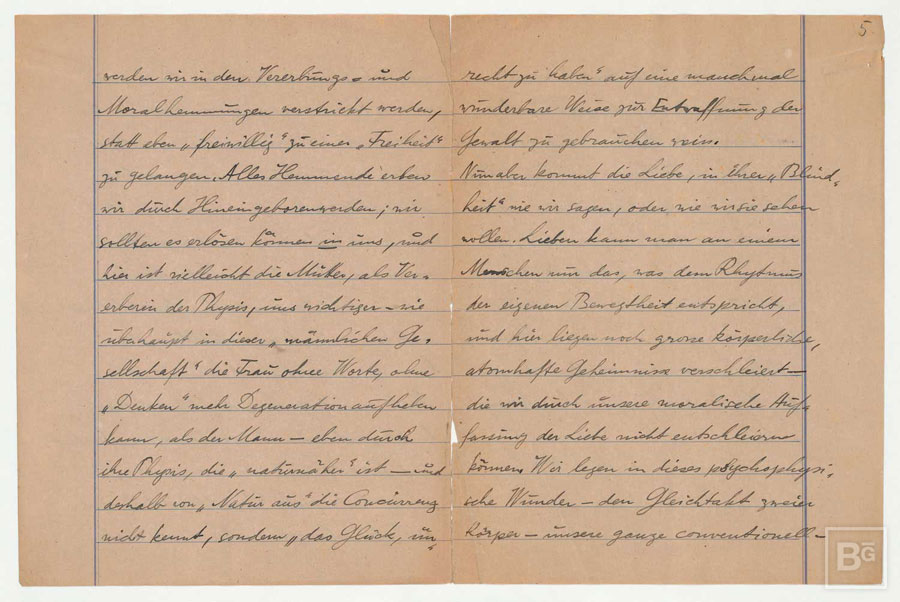 5
werden wir in den Vererbungs- und
Moralhemmungen verstrickt werden,
statt eben „freiwillig" zu einer „Freiheit"
zu gelangen. Alles Hemmende erben
wir durch Hineingeborenwerden; wir
sollten es erlösen können in uns, und
hier ist vielleicht die Mutter, als Ver-
erberin der Physis, uns wichtiger – wie
überhaupt in dieser „männlichen Ge-
sellschaft" die Frau ohne Worte, ohne
„Denken" mehr Degeneration aufheben
kann, als der Mann – eben durch
ihre Physis, die „naturnäher" ist – und
deshalb von „Natur aus" die Concurrenz
nicht kennt, sondern „das Glück, un-
recht zu haben" auf eine manchmal
wunderbare Weise zur Entwaffnung der
Gewalt zu gebrauchen weiss.
Nun aber kommt die Liebe, in ihrer „Blind-
heit" wie wir sagen, oder wie wir sie sehen
wollen. Lieben kann man an einem
Menschen nur das, was dem Rhytmus
der eigenen Bewegtheit entspricht,
und hier liegen noch grosse körperliche,
atomhafte Geheimnisse verschleiert –
die wir durch unsere moralische Auf-
fassung der Liebe nicht entschleiern
können. Wir legen in dieses psychophysi-
sche Wunder – den Gleichtakt zweier
Körper – unsere ganze conventionell-
BG